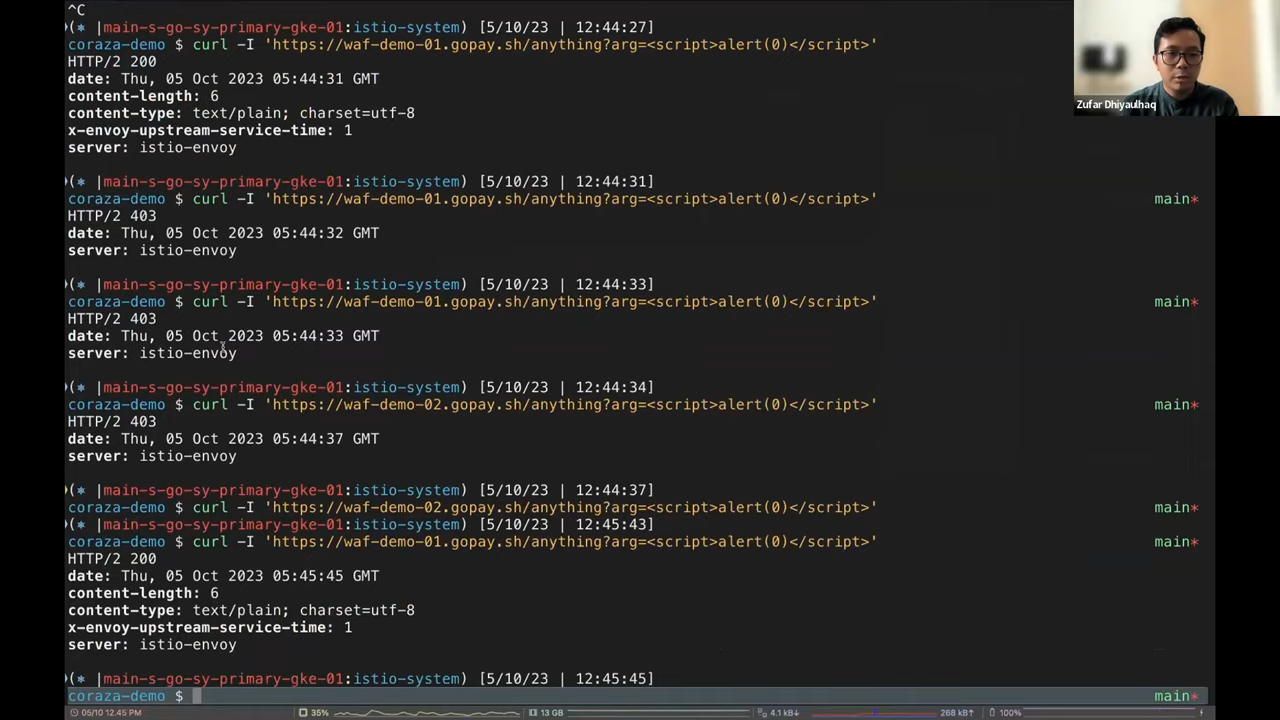 ^C
(⎈ |main-s-go-sy-primary-gke-01:istio-system) [5/10/23 | 12:44:27]
coraza-demo $ curl -I 'https://waf-demo-01.gopay.sh/anything?arg=<script>alert(0)</script>'
HTTP/2 200
date: Thu, 05 Oct 2023 05:44:31 GMT
content-length: 6
content-type: text/plain; charset=utf-8
x-envoy-upstream-service-time: 1
server: istio-envoy
(⎈ |main-s-go-sy-primary-gke-01:istio-system) [5/10/23 | 12:44:31]
coraza-demo $ curl -I 'https://waf-demo-01.gopay.sh/anything?arg=<script>alert(0)</script>' main*
HTTP/2 403
date: Thu, 05 Oct 2023 05:44:32 GMT
server: istio-envoy
(⎈ |main-s-go-sy-primary-gke-01:istio-system) [5/10/23 | 12:44:33]
coraza-demo $ curl -I 'https://waf-demo-01.gopay.sh/anything?arg=<script>alert(0)</script>' main*
HTTP/2 403
date: Thu, 05 Oct 2023 05:44:33 GMT
server: istio-envoy
(⎈ |main-s-go-sy-primary-gke-01:istio-system) [5/10/23 | 12:44:34]
coraza-demo $ curl -I 'https://waf-demo-02.gopay.sh/anything?arg=<script>alert(0)</script>' main*
HTTP/2 403
date: Thu, 05 Oct 2023 05:44:37 GMT
server: istio-envoy
(⎈ |main-s-go-sy-primary-gke-01:istio-system) [5/10/23 | 12:44:37]
coraza-demo $ curl -I 'https://waf-demo-02.gopay.sh/anything?arg=<script>alert(0)</script>' main*
(⎈ |main-s-go-sy-primary-gke-01:istio-system) [5/10/23 | 12:45:43]
coraza-demo $ curl -I 'https://waf-demo-01.gopay.sh/anything?arg=<script>alert(0)</script>' main*
HTTP/2 200
date: Thu, 05 Oct 2023 05:45:45 GMT
content-length: 6
content-type: text/plain; charset=utf-8
x-envoy-upstream-service-time: 1
server: istio-envoy
(⎈ |main-s-go-sy-primary-gke-01:istio-system) [5/10/23 | 12:45:45]
coraza-demo $ main*
05/10 12.45 PM 35% 13 GB 4.1 kB↓ 268 kB↑ 100%
Zufar Dhiyaulhaq